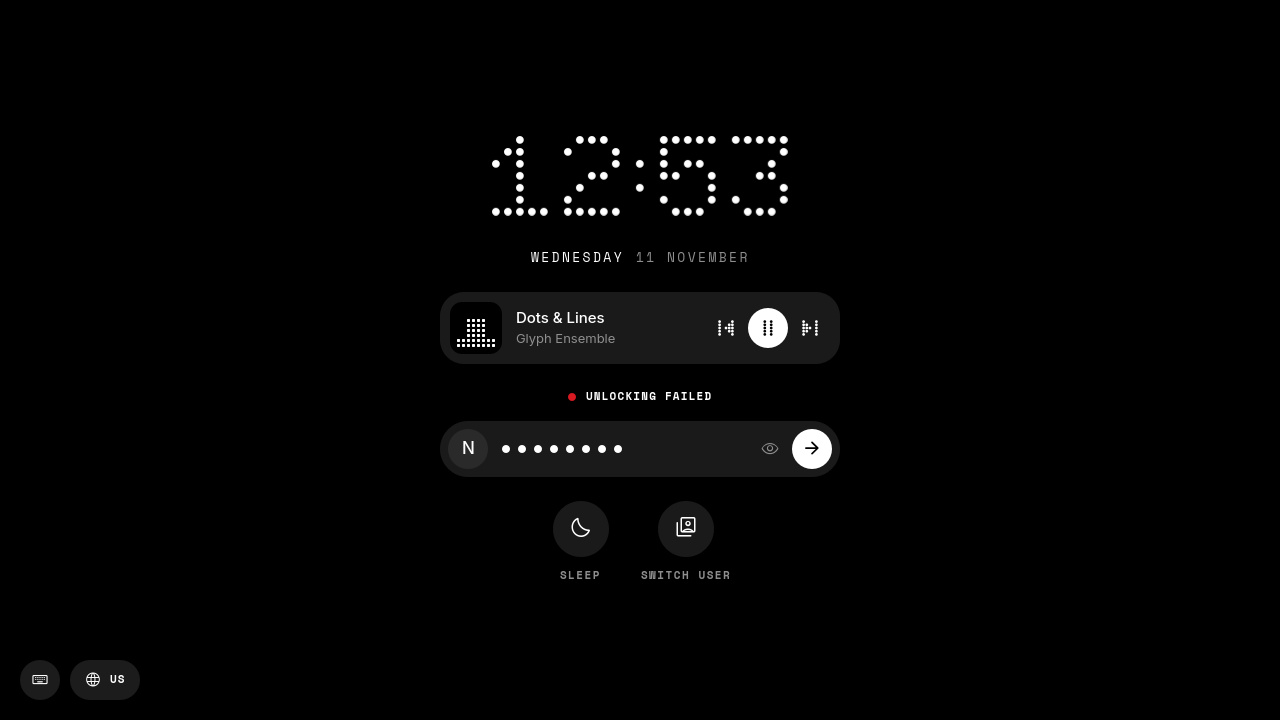 12:53
WEDNESDAY 11 NOVEMBER
Dots & Lines
Glyph Ensemble
UNLOCKING FAILED
N
SLEEP
SWITCH USER
US